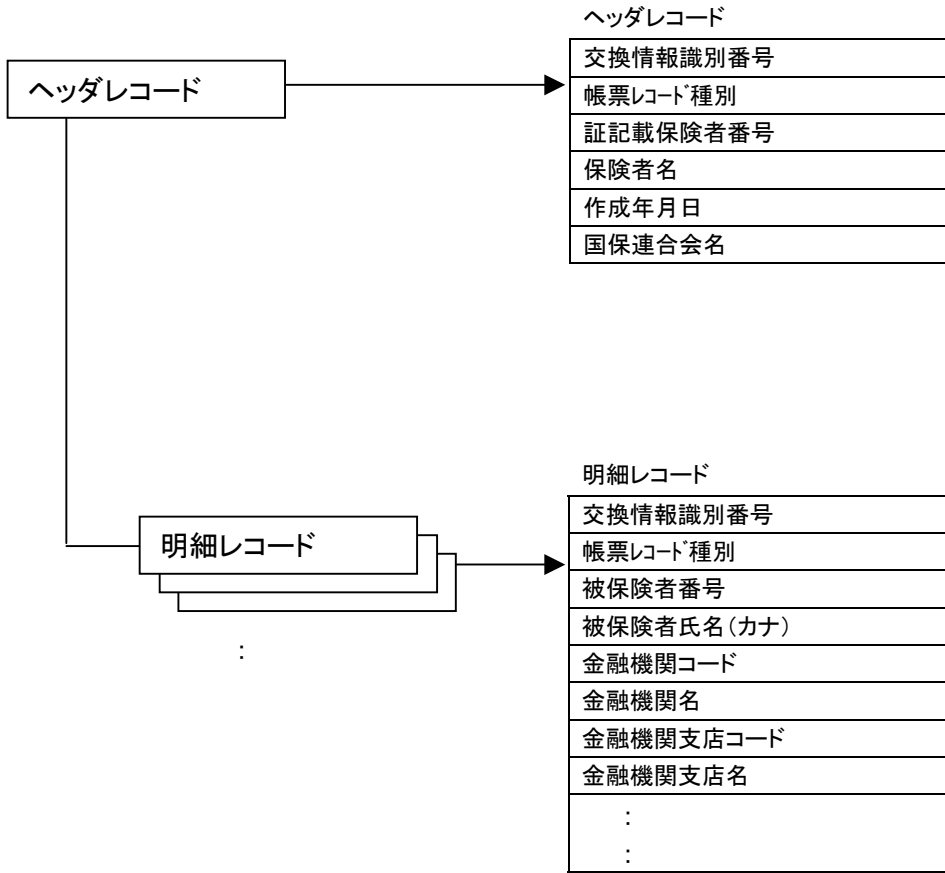 ヘッダレコード
ヘッダレコード
交換情報識別番号
帳票ﾚｺｰﾄﾞ種別
証記載保険者番号
保険者名
作成年月日
国保連合会名
明細レコード
明細レコード
交換情報識別番号
帳票ﾚｺｰﾄﾞ種別
被保険者番号
被保険者氏名(カナ)
金融機関コード
金融機関名
金融機関支店コード
金融機関支店名
:
:
: